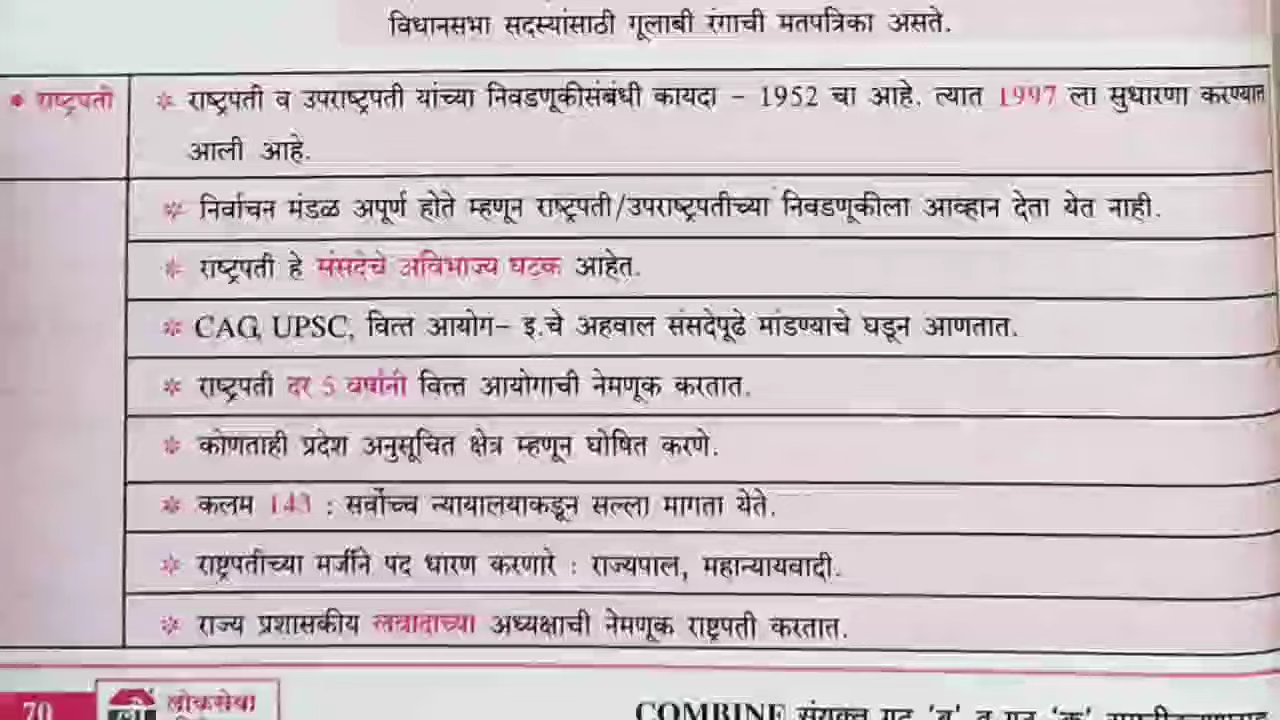 विधानसभा सदस्यांसाठी गूलाबी रंगाची मतपत्रिका असते.
• राष्ट्रपती
* राष्ट्रपती व उपराष्ट्रपती यांच्या निवडणूकीसंबंधी कायदा – 1952 चा आहे. त्यात 1997 ला सुधारणा करण्यात
आली आहे.
* निर्वाचन मंडळ अपूर्ण होते म्हणून राष्ट्रपती/उपराष्ट्रपतीच्या निवडणूकीला आव्हान देता येत नाही.
* राष्ट्रपती हे संसदेचे अविभाज्य घटक आहेत.
* CAG, UPSC, वित्त आयोग– इ.चे अहवाल संसदेपूढे मांडण्याचे घडून आणतात.
* राष्ट्रपती दर 5 वर्षांनी वित्त आयोगाची नेमणूक करतात.
* कोणताही प्रदेश अनुसूचित क्षेत्र म्हणून घोषित करणे.
* कलम 143 : सर्वोच्च न्यायालयाकडून सल्ला मागता येते.
* राष्ट्रपतीच्या मर्जीने पद धारण करणारे : राज्यपाल, महान्यायवादी.
* राज्य प्रशासकीय लवादाच्या अध्यक्षाची नेमणूक राष्ट्रपती करतात.
70 लोकसेवा
COMBINE संयुक्त गट 'ब' व गट 'क'